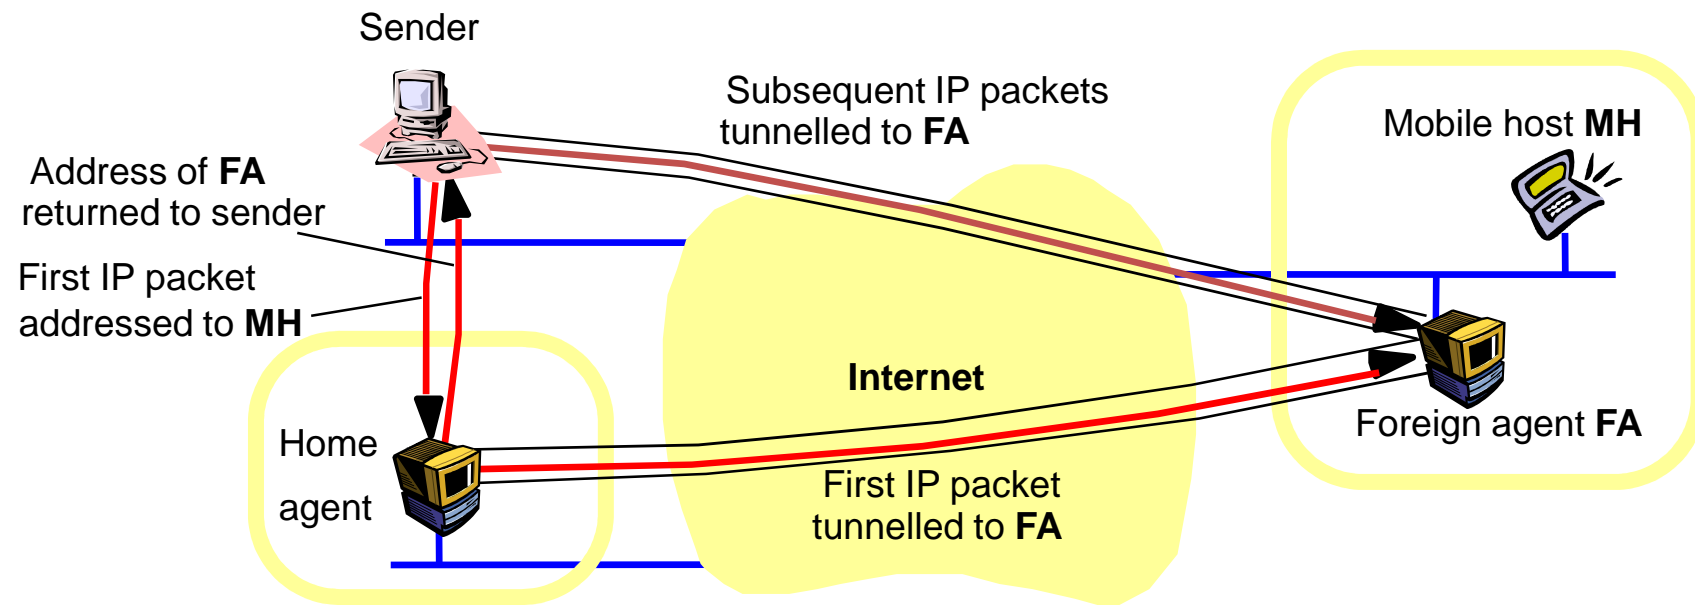 Sender
Subsequent IP packets
tunnelled to FA
Mobile host MH
Address of FA
returned to sender
First IP packet
addressed to MH
Internet
Home
agent
Foreign agent FA
First IP packet
tunnelled to FA